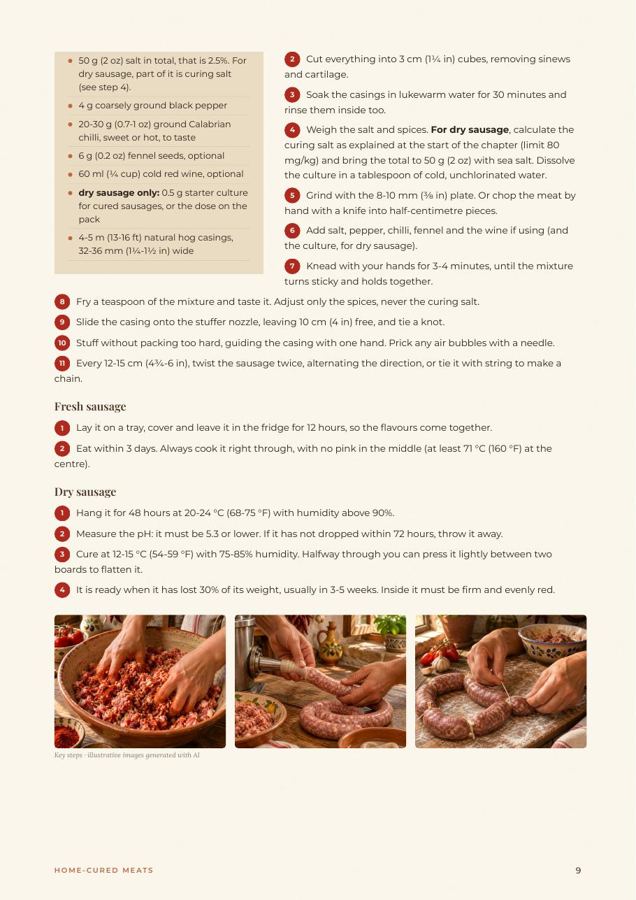 50 g (2 oz) salt in total, that is 2.5%. For
dry sausage, part of it is curing salt
(see step 4).
4 g coarsely ground black pepper
20-30 g (0.7-1 oz) ground Calabrian
chilli, sweet or hot, to taste
6 g (0.2 oz) fennel seeds, optional
60 ml (¼ cup) cold red wine, optional
dry sausage only: 0.5 g starter culture
for cured sausages, or the dose on the
pack
4-5 m (13-16 ft) natural hog casings,
32-36 mm (1¼-1½ in) wide
2 Cut everything into 3 cm (1¼ in) cubes, removing sinews
and cartilage.
3 Soak the casings in lukewarm water for 30 minutes and
rinse them inside too.
4 Weigh the salt and spices. For dry sausage, calculate the
curing salt as explained at the start of the chapter (limit 80
mg/kg) and bring the total to 50 g (2 oz) with sea salt. Dissolve
the culture in a tablespoon of cold, unchlorinated water.
5 Grind with the 8-10 mm (⅜ in) plate. Or chop the meat by
hand with a knife into half-centimetre pieces.
6 Add salt, pepper, chilli, fennel and the wine if using (and
the culture, for dry sausage).
7 Knead with your hands for 3-4 minutes, until the mixture
turns sticky and holds together.
8 Fry a teaspoon of the mixture and taste it. Adjust only the spices, never the curing salt.
9 Slide the casing onto the stuffer nozzle, leaving 10 cm (4 in) free, and tie a knot.
10 Stuff without packing too hard, guiding the casing with one hand. Prick any air bubbles with a needle.
11 Every 12-15 cm (4¾-6 in), twist the sausage twice, alternating the direction, or tie it with string to make a
chain.
Fresh sausage
1 Lay it on a tray, cover and leave it in the fridge for 12 hours, so the flavours come together.
2 Eat within 3 days. Always cook it right through, with no pink in the middle (at least 71 °C (160 °F) at the
centre).
Dry sausage
1 Hang it for 48 hours at 20-24 °C (68-75 °F) with humidity above 90%.
2 Measure the pH: it must be 5.3 or lower. If it has not dropped within 72 hours, throw it away.
3 Cure at 12-15 °C (54-59 °F) with 75-85% humidity. Halfway through you can press it lightly between two
boards to flatten it.
4 It is ready when it has lost 30% of its weight, usually in 3-5 weeks. Inside it must be firm and evenly red.
Key steps · illustrative images generated with AI
HOME-CURED MEATS
9